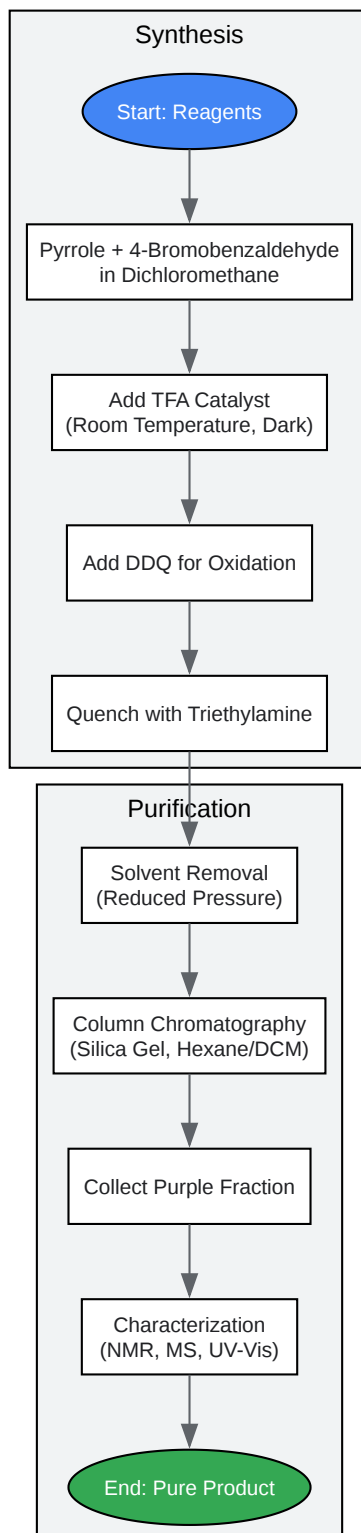 Synthesis
Start: Reagents
Pyrrole + 4-Bromobenzaldehyde
in Dichloromethane
Add TFA Catalyst
(Room Temperature, Dark)
Add DDQ for Oxidation
Quench with Triethylamine
Purification
Solvent Removal
(Reduced Pressure)
Column Chromatography
(Silica Gel, Hexane/DCM)
Collect Purple Fraction
Characterization
(NMR, MS, UV-Vis)
End: Pure Product